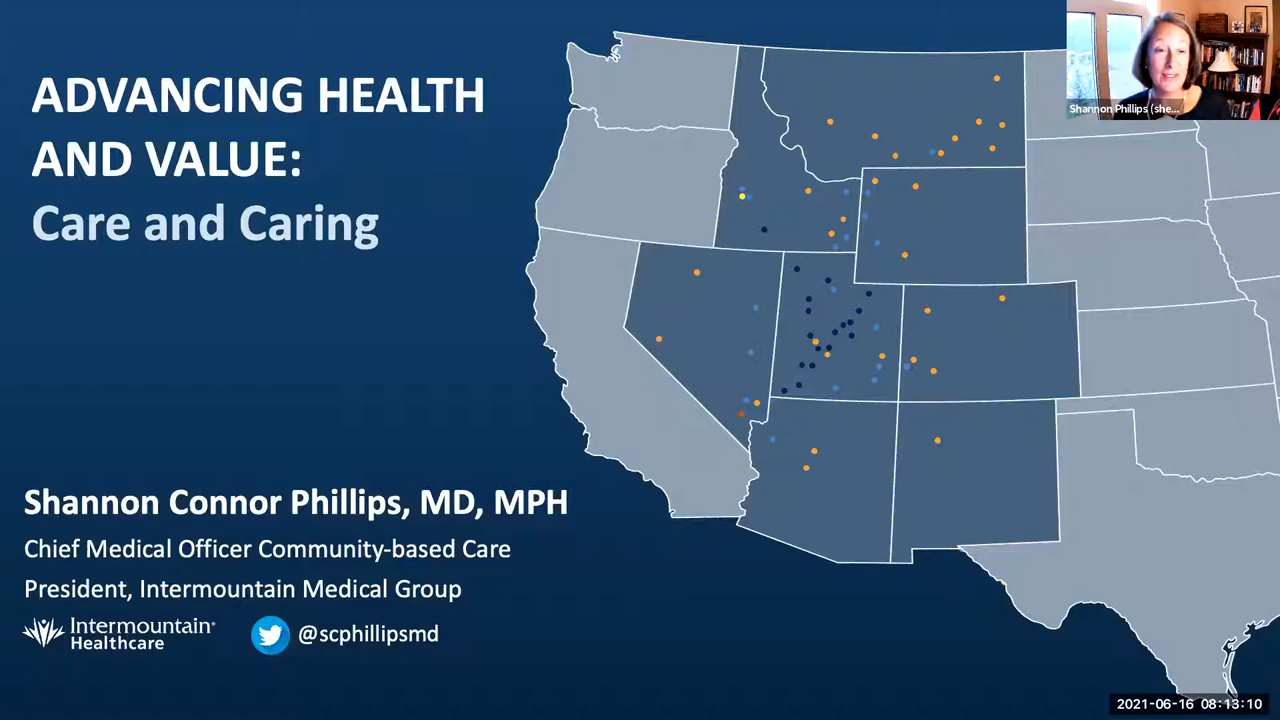 ADVANCING HEALTH
AND VALUE:
Care and Caring
Shannon Phillips (she...
Shannon Connor Phillips, MD, MPH
Chief Medical Officer Community-based Care
President, Intermountain Medical Group
Intermountain®
Healthcare
@scphillipsmd
2021-06-16 08:13:10